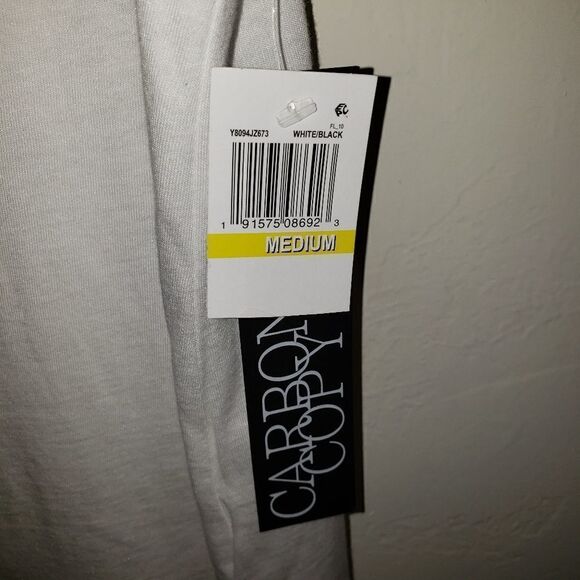 FL_10
Y8094JZ673 WHITE/BLACK
1 91575 08692 3
MEDIUM
CARBON
COPY